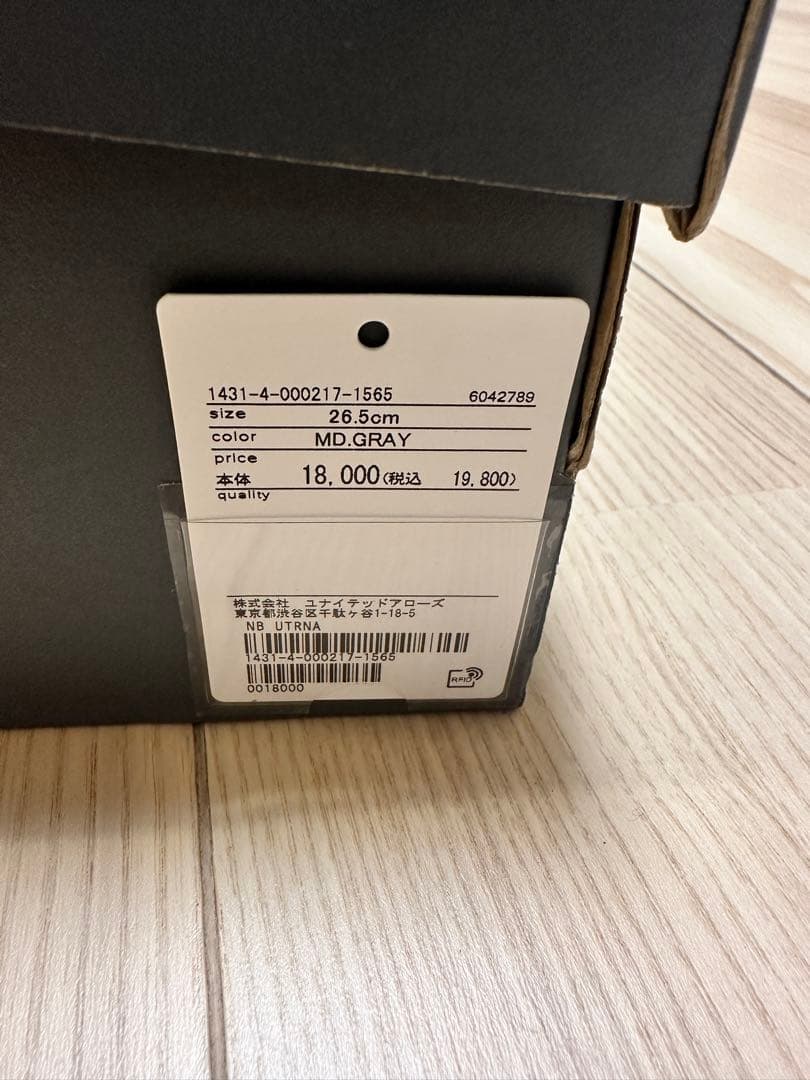 1431-4-000217-1565 6042789
size 26.5cm
color MD.GRAY
price
本体 18,000(税込 19,800)
quality
株式会社 ユナイテッドアローズ
東京都渋谷区千駄ヶ谷1-18-5
NB UTRNA
1431-4-000217-1565
0018000
RFID